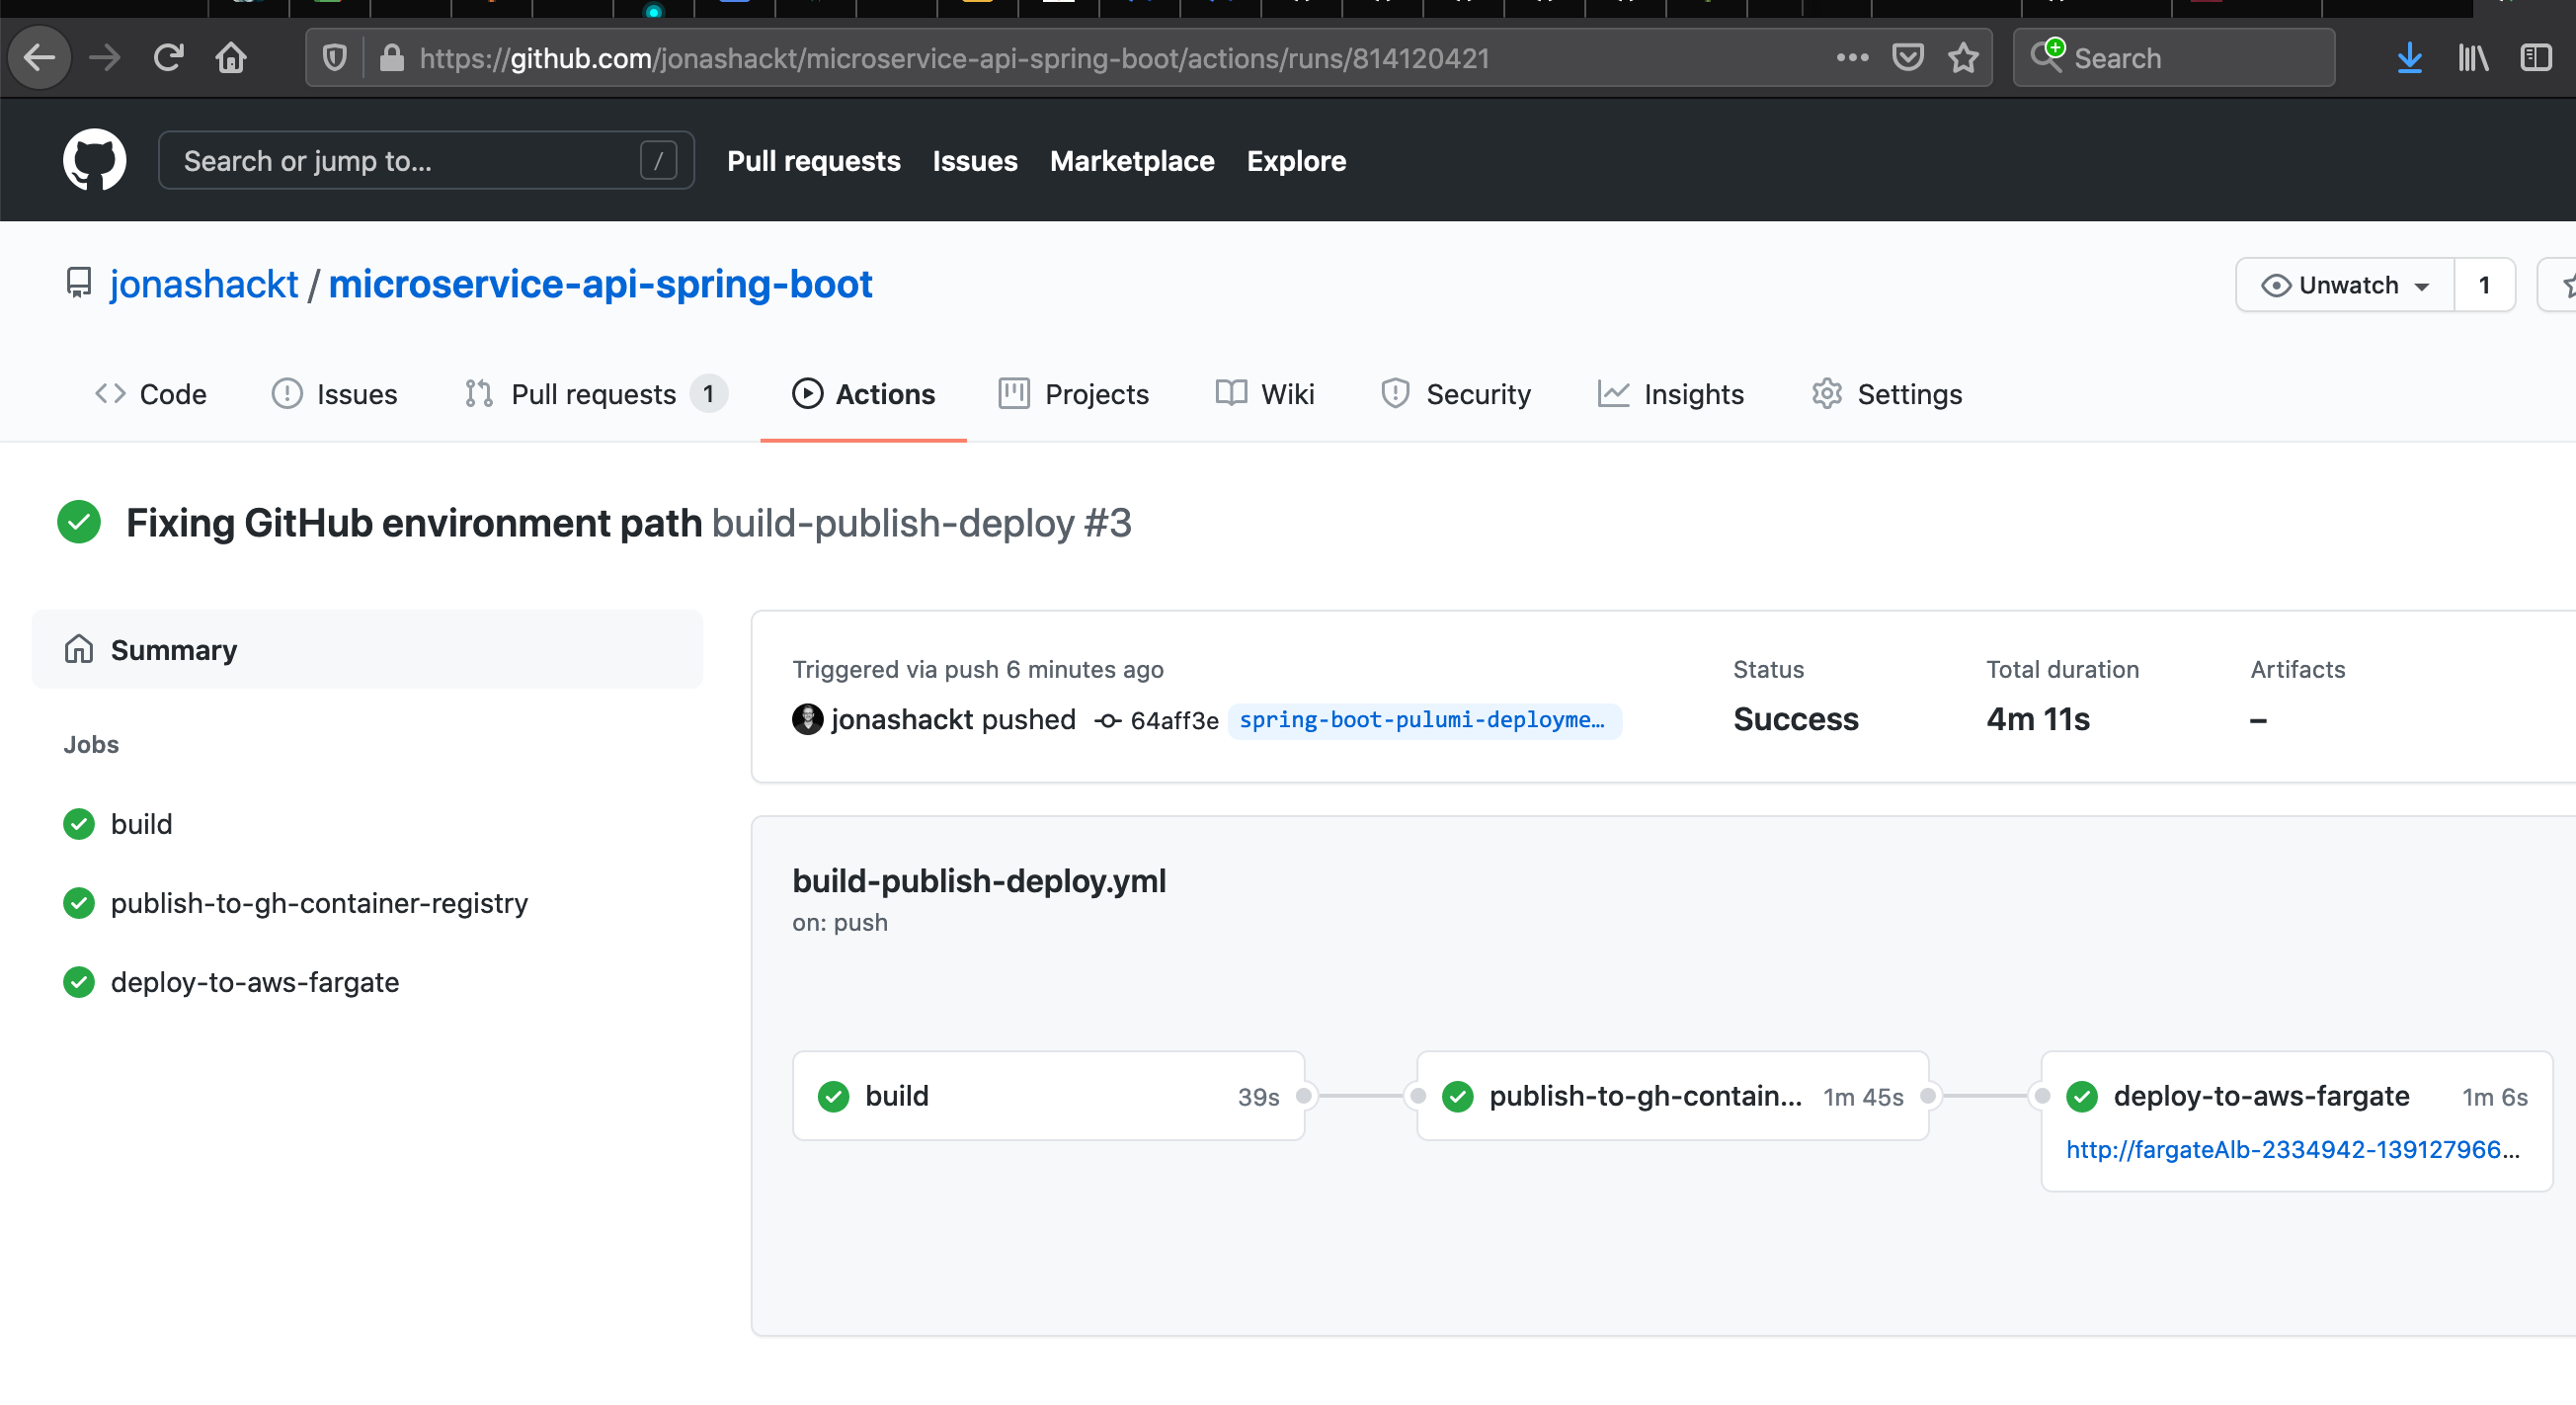 https://github.com/jonashackt/microservice-api-spring-boot/actions/runs/814120421
Search
Search or jump to...
/
Pull requests
Issues
Marketplace
Explore
jonashackt / microservice-api-spring-boot
Unwatch
1
Code
Issues
Pull requests 1
Actions
Projects
Wiki
Security
Insights
Settings
Fixing GitHub environment path build-publish-deploy #3
Summary
Jobs
build
publish-to-gh-container-registry
deploy-to-aws-fargate
Triggered via push 6 minutes ago
jonashackt pushed 64aff3e spring-boot-pulumi-deployme…
Status
Success
Total duration
4m 11s
Artifacts
–
build-publish-deploy.yml
on: push
build 39s
publish-to-gh-contain... 1m 45s
deploy-to-aws-fargate 1m 6s
http://fargateAlb-2334942-139127966...